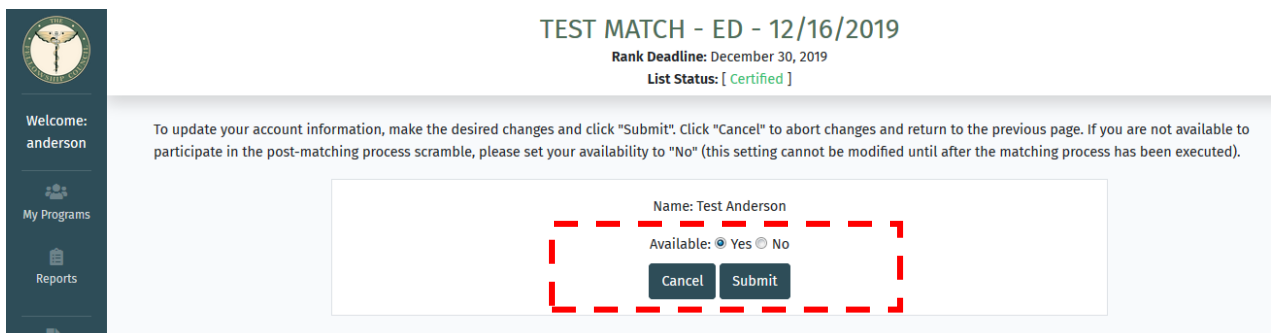 THE
FELLOWSHIP COUNCIL
Welcome:
anderson
My Programs
Reports
TEST MATCH - ED - 12/16/2019
Rank Deadline: December 30, 2019
List Status: [ Certified ]
To update your account information, make the desired changes and click "Submit". Click "Cancel" to abort changes and return to the previous page. If you are not available to
participate in the post-matching process scramble, please set your availability to "No" (this setting cannot be modified until after the matching process has been executed).
Name: Test Anderson
Available: Yes No
Cancel Submit